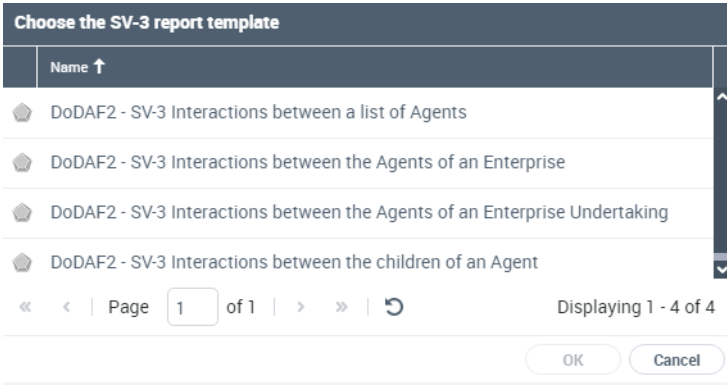 Choose the SV-3 report template
Name ↑
DoDAF2 - SV-3 Interactions between a list of Agents
DoDAF2 - SV-3 Interactions between the Agents of an Enterprise
DoDAF2 - SV-3 Interactions between the Agents of an Enterprise Undertaking
DoDAF2 - SV-3 Interactions between the children of an Agent
« < Page 1 of 1 > » Displaying 1 - 4 of 4
OK Cancel